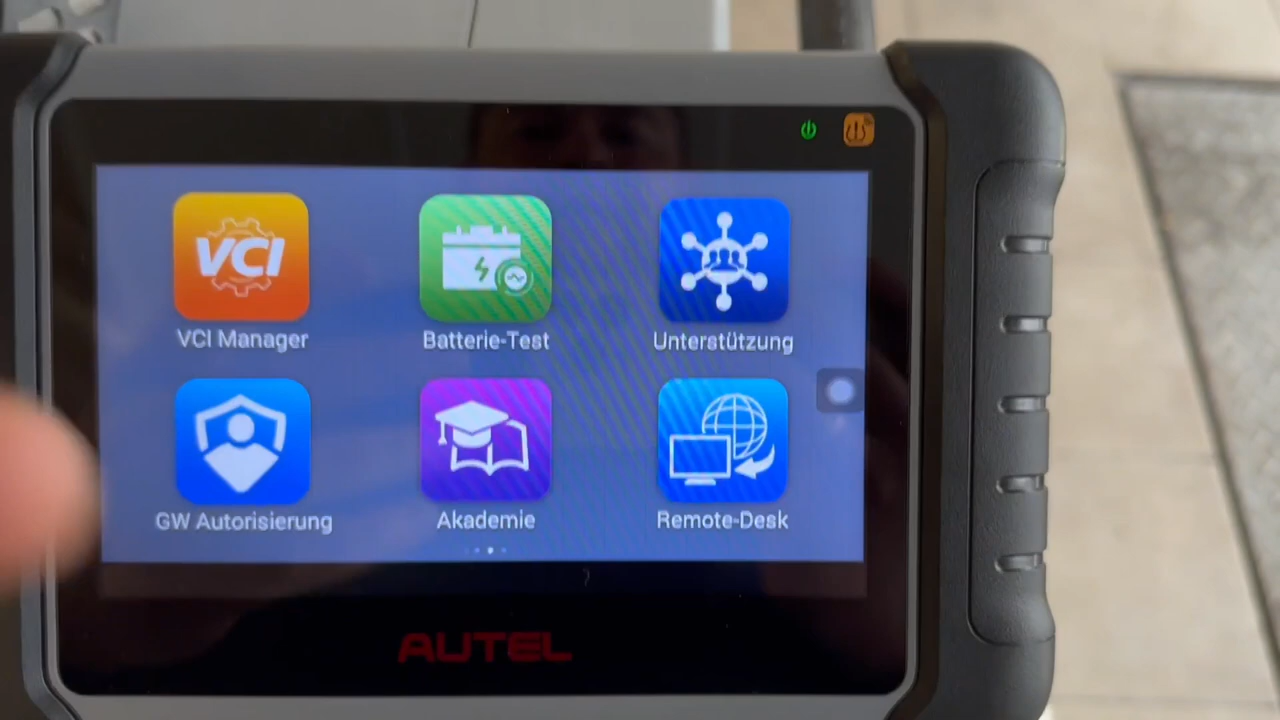 VCI
VCI Manager
Batterie-Test
Unterstützung
GW Autorisierung
Akademie
Remote-Desk
AUTEL